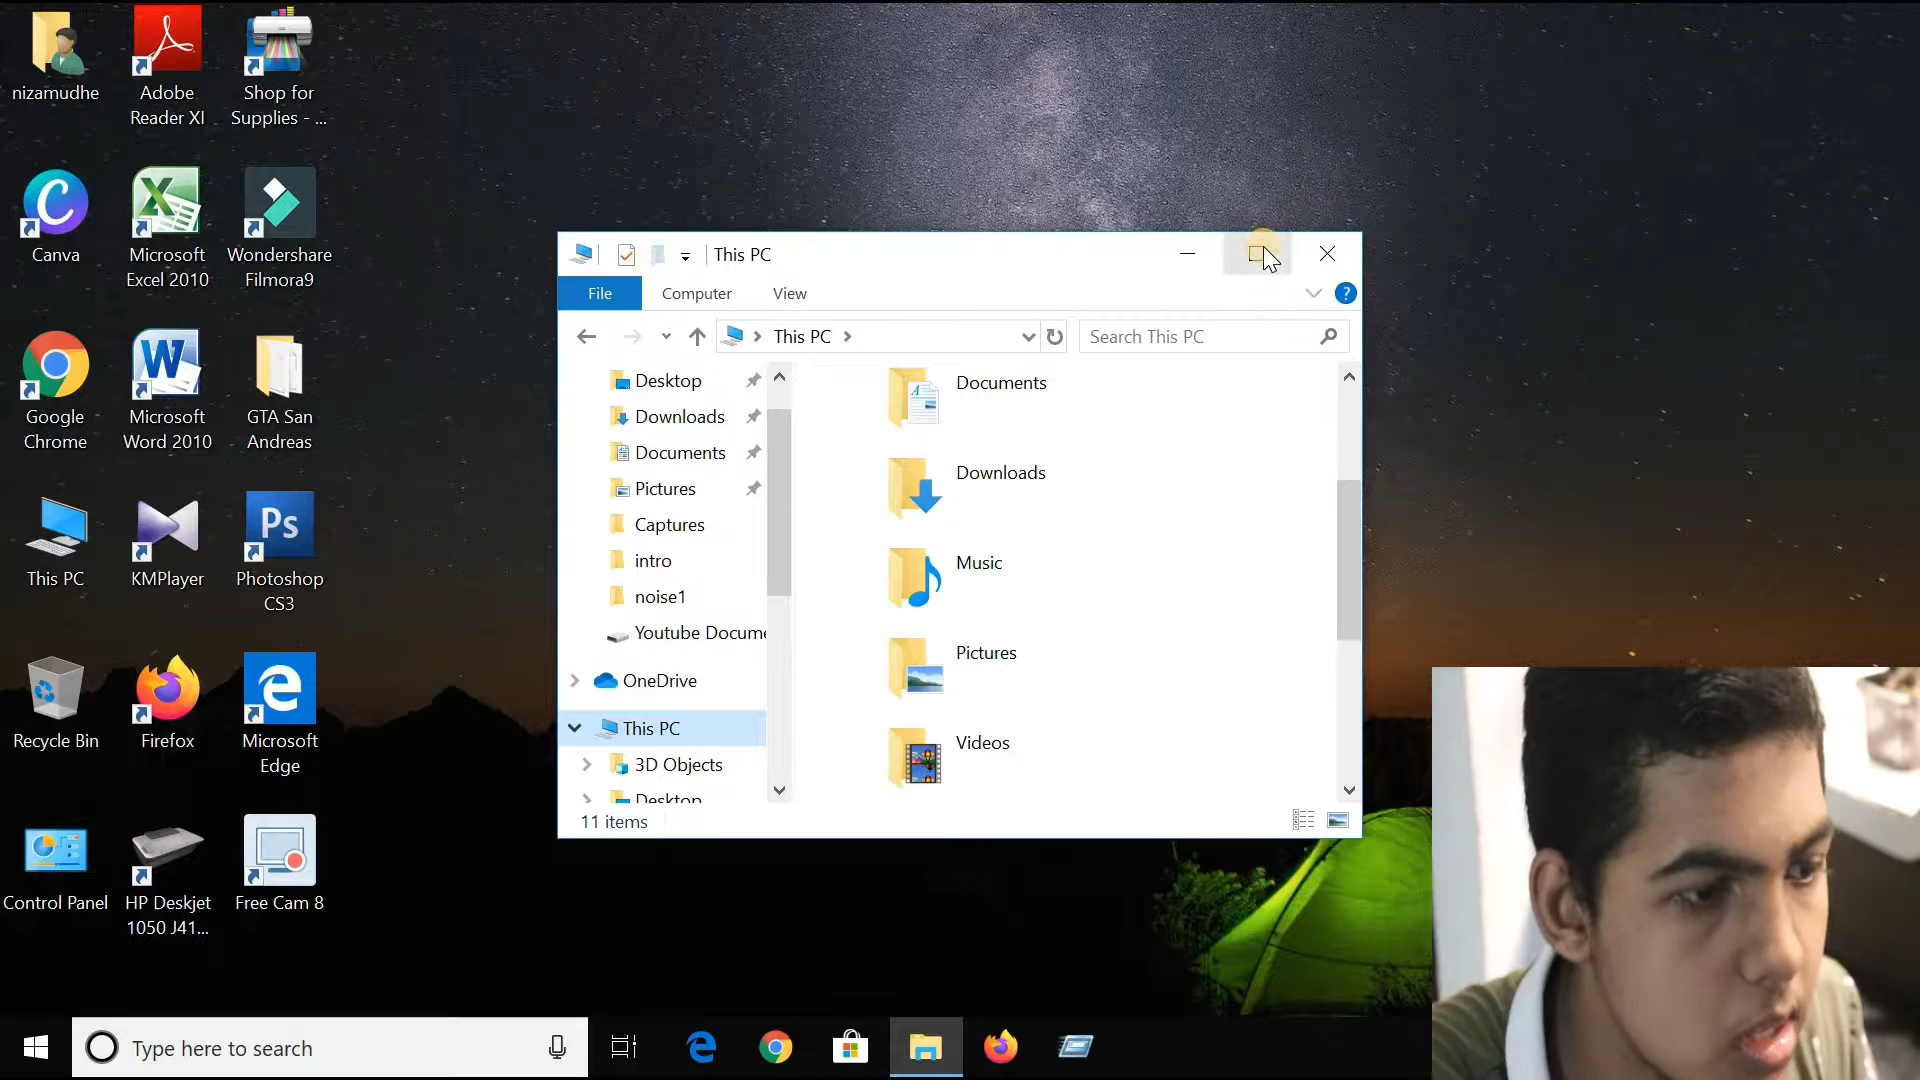 nizamudhe
Adobe
Reader XI
Shop for
Supplies - ...
Canva
Microsoft
Excel 2010
Wondershare
Filmora9
Google
Chrome
Microsoft
Word 2010
GTA San
Andreas
This PC
KMPlayer
Photoshop
CS3
Recycle Bin
Firefox
Microsoft
Edge
Control Panel
HP Deskjet
1050 J41...
Free Cam 8
Ps
This PC
File
Computer
View
This PC
Search This PC
Desktop
Downloads
Documents
Pictures
Captures
intro
noise1
Youtube Docume
OneDrive
This PC
3D Objects
Desktop
Documents
Downloads
Music
Pictures
Videos
11 items
Type here to search